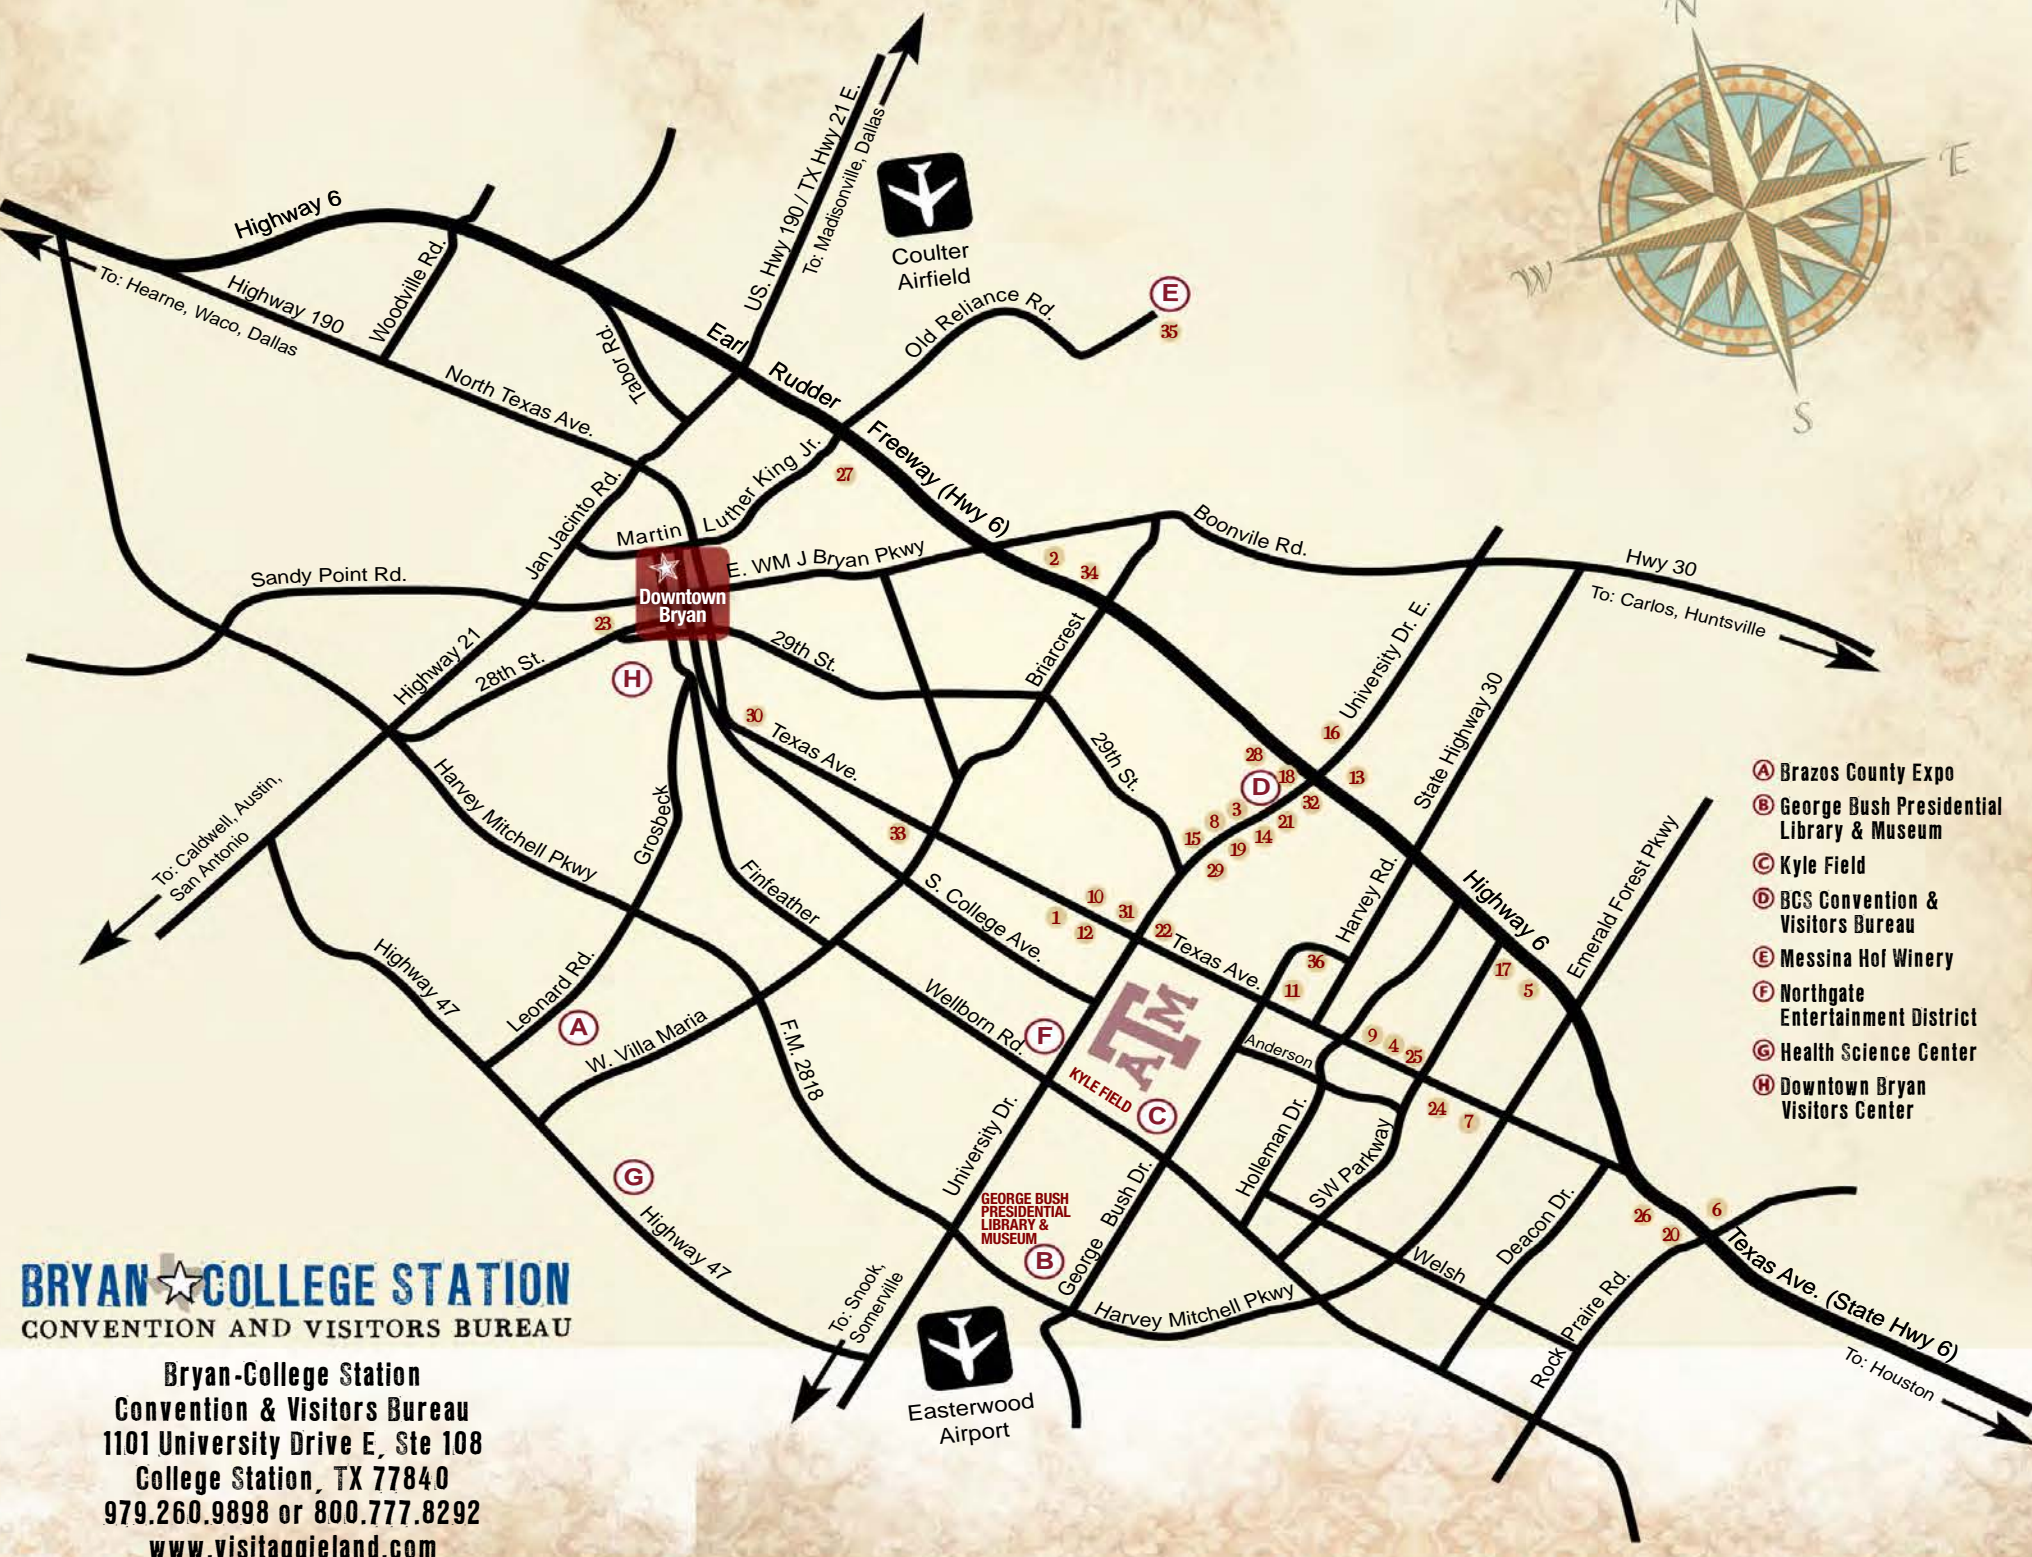 N
E
W
S
US. Hwy 190 / TX Hwy 21 E.
To: Madisonville, Dallas
Coulter
Airfield
Highway 6
Woodville Rd.
To: Hearne, Waco, Dallas
Highway 190
North Texas Ave.
Tabor Rd.
Earl
Rudder
Freeway (Hwy 6)
Old Reliance Rd.
E
35
27
Martin
Luther King Jr.
Jan Jacinto Rd.
Sandy Point Rd.
Downtown
Bryan
E. WM J Bryan Pkwy
2
34
Boonville Rd.
Hwy 30
To: Carlos, Huntsville
23
H
Highway 21
28th St.
29th St.
Briarcrest
29th St.
University Dr. E.
State Highway 30
30
Texas Ave.
16
28
18
13
D
32
3
21
8
14
15
19
29
33
To: Caldwell, Austin,
San Antonio
Harvey Mitchell Pkwy
Grosbeck
Finfeather
S. College Ave.
10
1
31
12
22
Texas Ave.
Harvey Rd.
36
11
Highway 6
17
5
Emerald Forest Pkwy
Highway 47
Leonard Rd.
A
W. Villa Maria
F.M. 2818
Wellborn Rd.
F
ATM
KYLE FIELD
C
Anderson
9
4
25
24
7
Holleman Dr.
SW Parkway
University Dr.
G
Highway 47
GEORGE BUSH
PRESIDENTIAL
LIBRARY &
MUSEUM
B
George Bush Dr.
Harvey Mitchell Pkwy
Welsh
Deacon Dr.
Rock Praire Rd.
26
20
6
Texas Ave. (State Hwy 6)
To: Houston
To: Snook,
Somerville
Easterwood
Airport
A Brazos County Expo
B George Bush Presidential
Library & Museum
C Kyle Field
D BCS Convention &
Visitors Bureau
E Messina Hof Winery
F Northgate
Entertainment District
G Health Science Center
H Downtown Bryan
Visitors Center
BRYAN COLLEGE STATION
CONVENTION AND VISITORS BUREAU
Bryan-College Station
Convention & Visitors Bureau
1101 University Drive E, Ste 108
College Station, TX 77840
979.260.9898 or 800.777.8292
www.visitaggieland.com